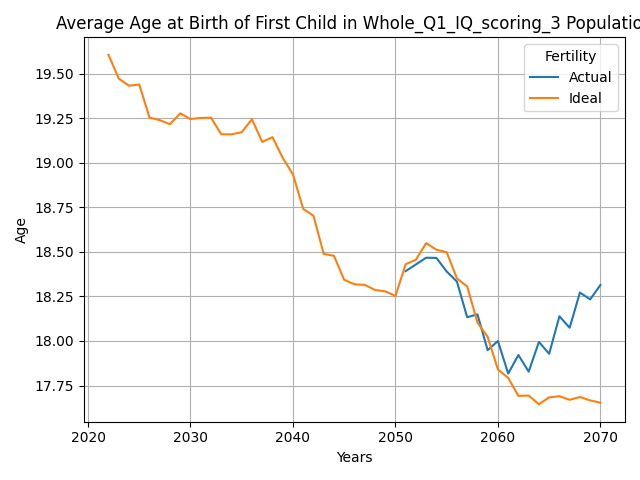 Average Age at Birth of First Child in Whole_Q1_IQ_scoring_3 Populatio
Fertility
Actual
Ideal
19.50
19.25
19.00
18.75
18.50
18.25
18.00
17.75
Age
2020 2030 2040 2050 2060 2070
Years